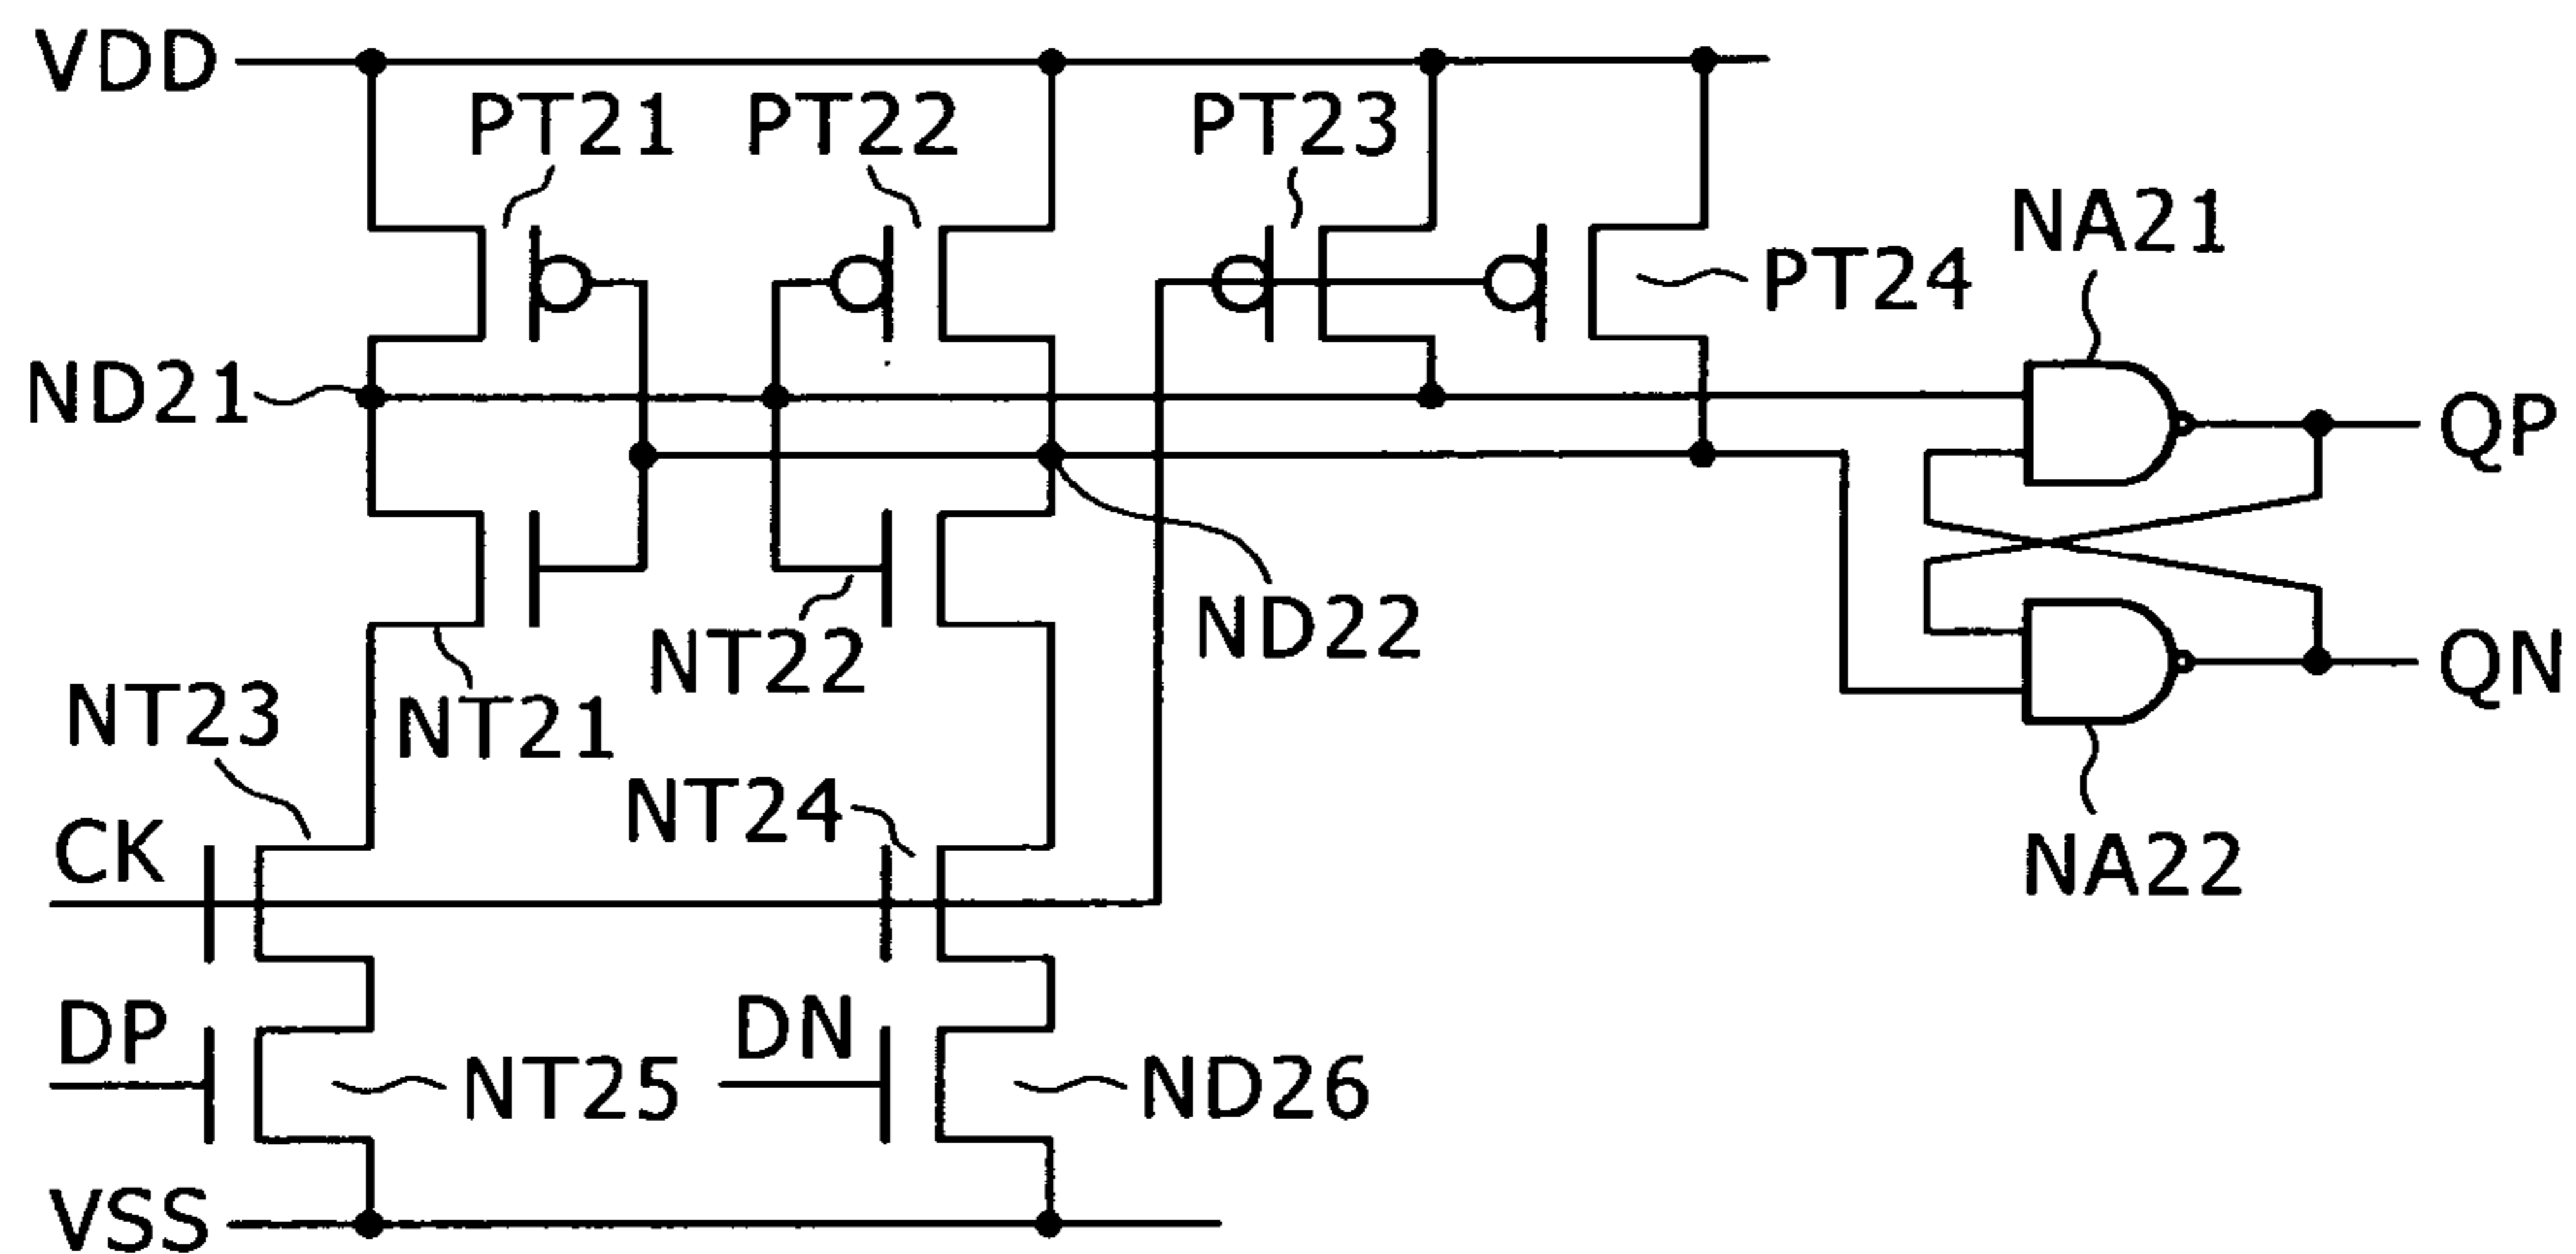 VDD
PT21
PT22
PT23
NA21
PT24
ND21
QP
ND22
NT22
QN
NT23
NT21
NT24
CK
NA22
DP
DN
NT25
ND26
VSS